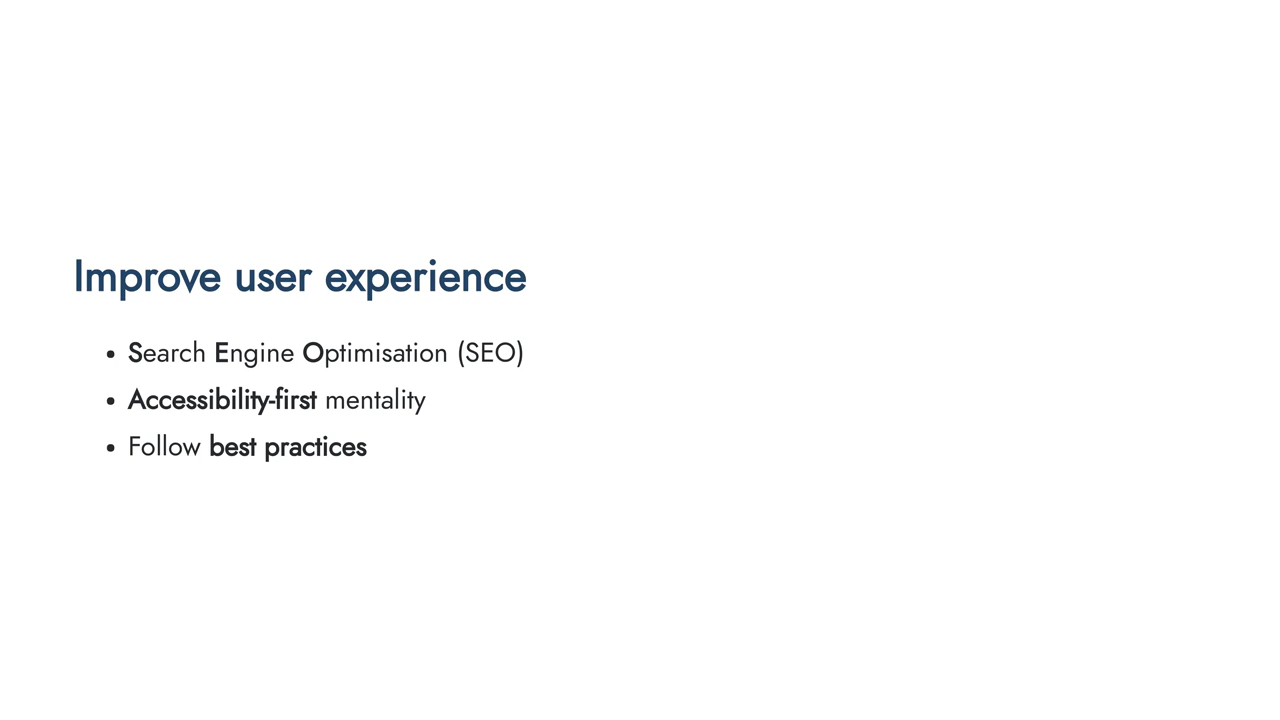 Improve user experience
• Search Engine Optimisation (SEO)
• Accessibility-first mentality
• Follow best practices